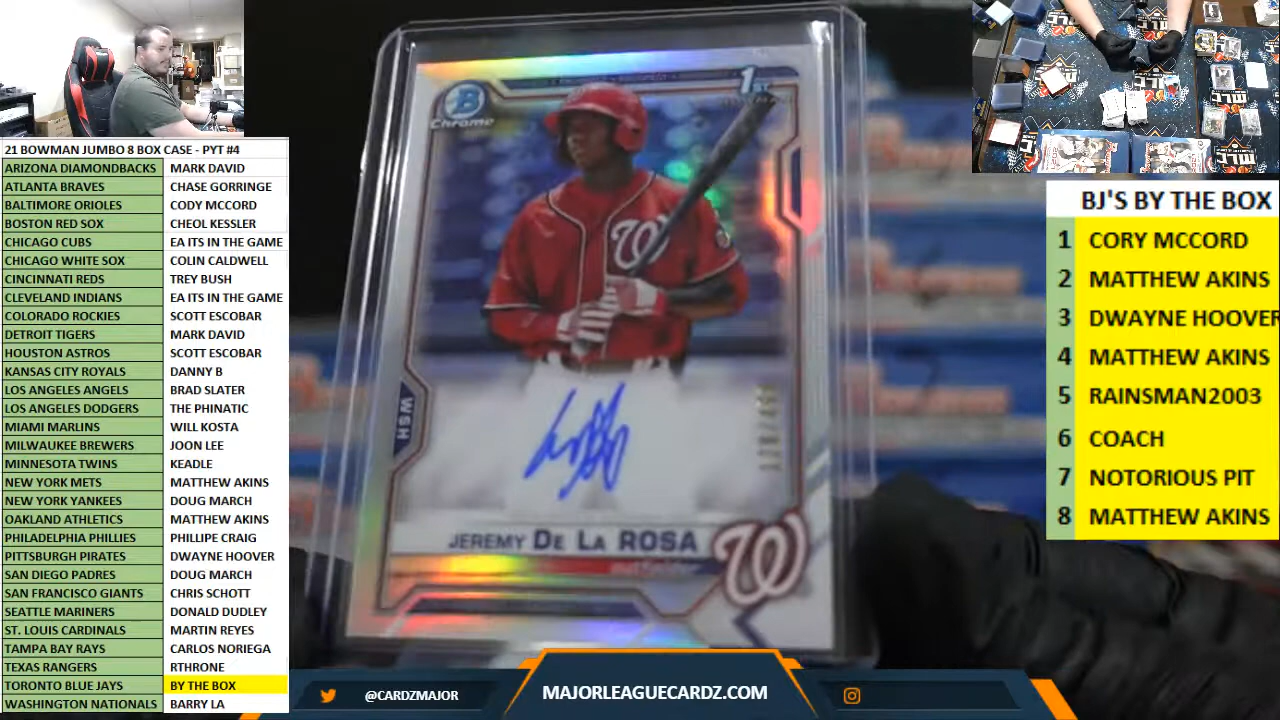 21 BOWMAN JUMBO 8 BOX CASE - PYT #4
ARIZONA DIAMONDBACKS MARK DAVID
ATLANTA BRAVES CHASE GORRINGE
BALTIMORE ORIOLES CODY MCCORD
BOSTON RED SOX CHEOL KESSLER
CHICAGO CUBS EA ITS IN THE GAME
CHICAGO WHITE SOX COLIN CALDWELL
CINCINNATI REDS TREY BUSH
CLEVELAND INDIANS EA ITS IN THE GAME
COLORADO ROCKIES SCOTT ESCOBAR
DETROIT TIGERS MARK DAVID
HOUSTON ASTROS SCOTT ESCOBAR
KANSAS CITY ROYALS DANNY B
LOS ANGELES ANGELS BRAD SLATER
LOS ANGELES DODGERS THE PHINATIC
MIAMI MARLINS WILL KOSTA
MILWAUKEE BREWERS JOON LEE
MINNESOTA TWINS KEADLE
NEW YORK METS MATTHEW AKINS
NEW YORK YANKEES DOUG MARCH
OAKLAND ATHLETICS MATTHEW AKINS
PHILADELPHIA PHILLIES PHILLIPE CRAIG
PITTSBURGH PIRATES DWAYNE HOOVER
SAN DIEGO PADRES DOUG MARCH
SAN FRANCISCO GIANTS CHRIS SCHOTT
SEATTLE MARINERS DONALD DUDLEY
ST. LOUIS CARDINALS MARTIN REYES
TAMPA BAY RAYS CARLOS NORIEGA
TEXAS RANGERS RTHRONE
TORONTO BLUE JAYS BY THE BOX
WASHINGTON NATIONALS BARRY LA
B
Chrome
1ST
W
WSH
JEREMY DE LA ROSA
W
BJ'S BY THE BOX
1 CORY MCCORD
2 MATTHEW AKINS
3 DWAYNE HOOVER
4 MATTHEW AKINS
5 RAINSMAN2003
6 COACH
7 NOTORIOUS PIT
8 MATTHEW AKINS
@CARDZMAJOR
MAJORLEAGUECARDZ.COM